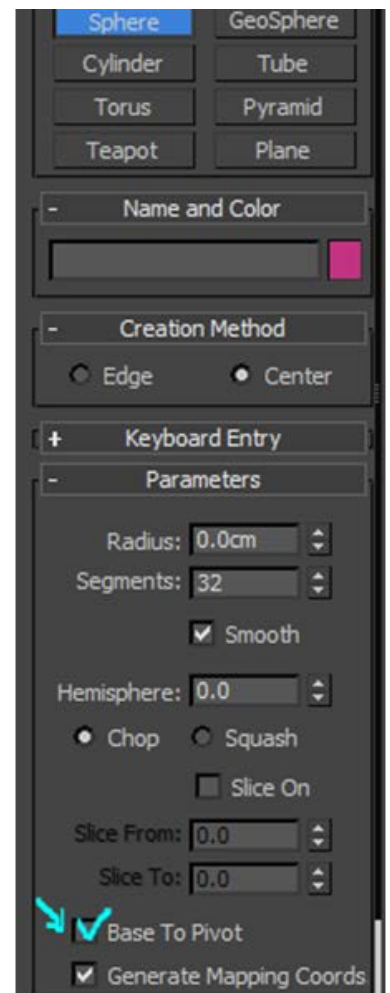 Sphere GeoSphere
Cylinder Tube
Torus Pyramid
Teapot Plane
- Name and Color
- Creation Method
Edge Center
+ Keyboard Entry
- Parameters
Radius: 0.0cm
Segments: 32
Smooth
Hemisphere: 0.0
Chop Squash
Slice On
Slice From: 0.0
Slice To: 0.0
Base To Pivot
Generate Mapping Coords